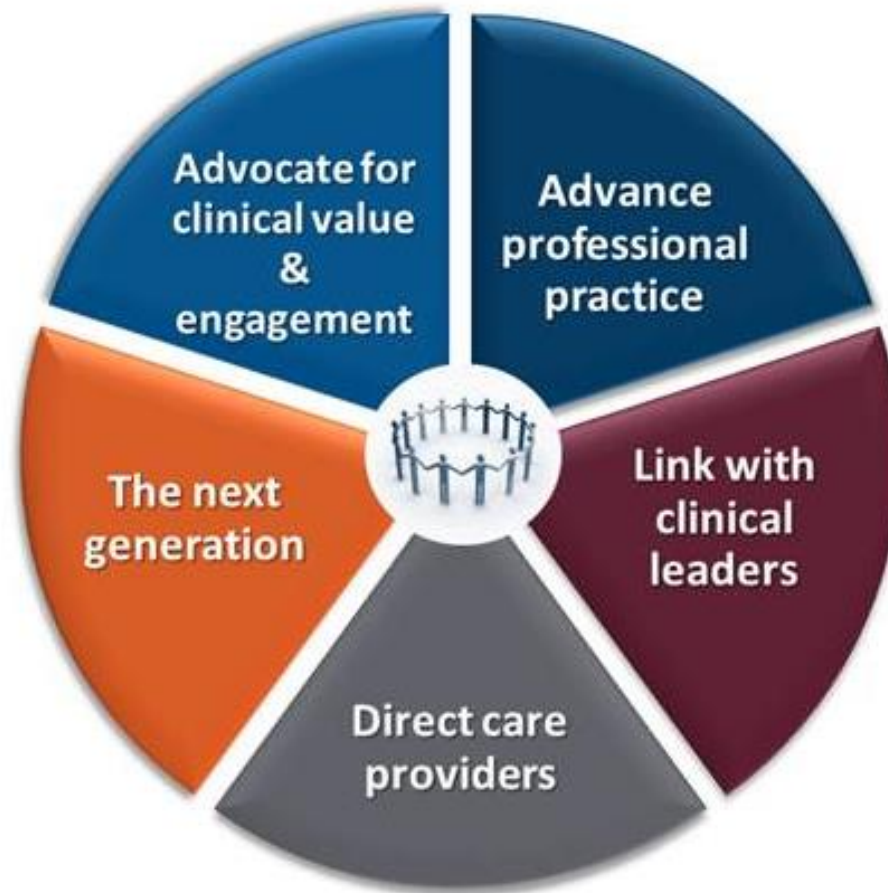 Advocate for
clinical value
&
engagement
Advance
professional
practice
Link with
clinical
leaders
Direct care
providers
The next
generation